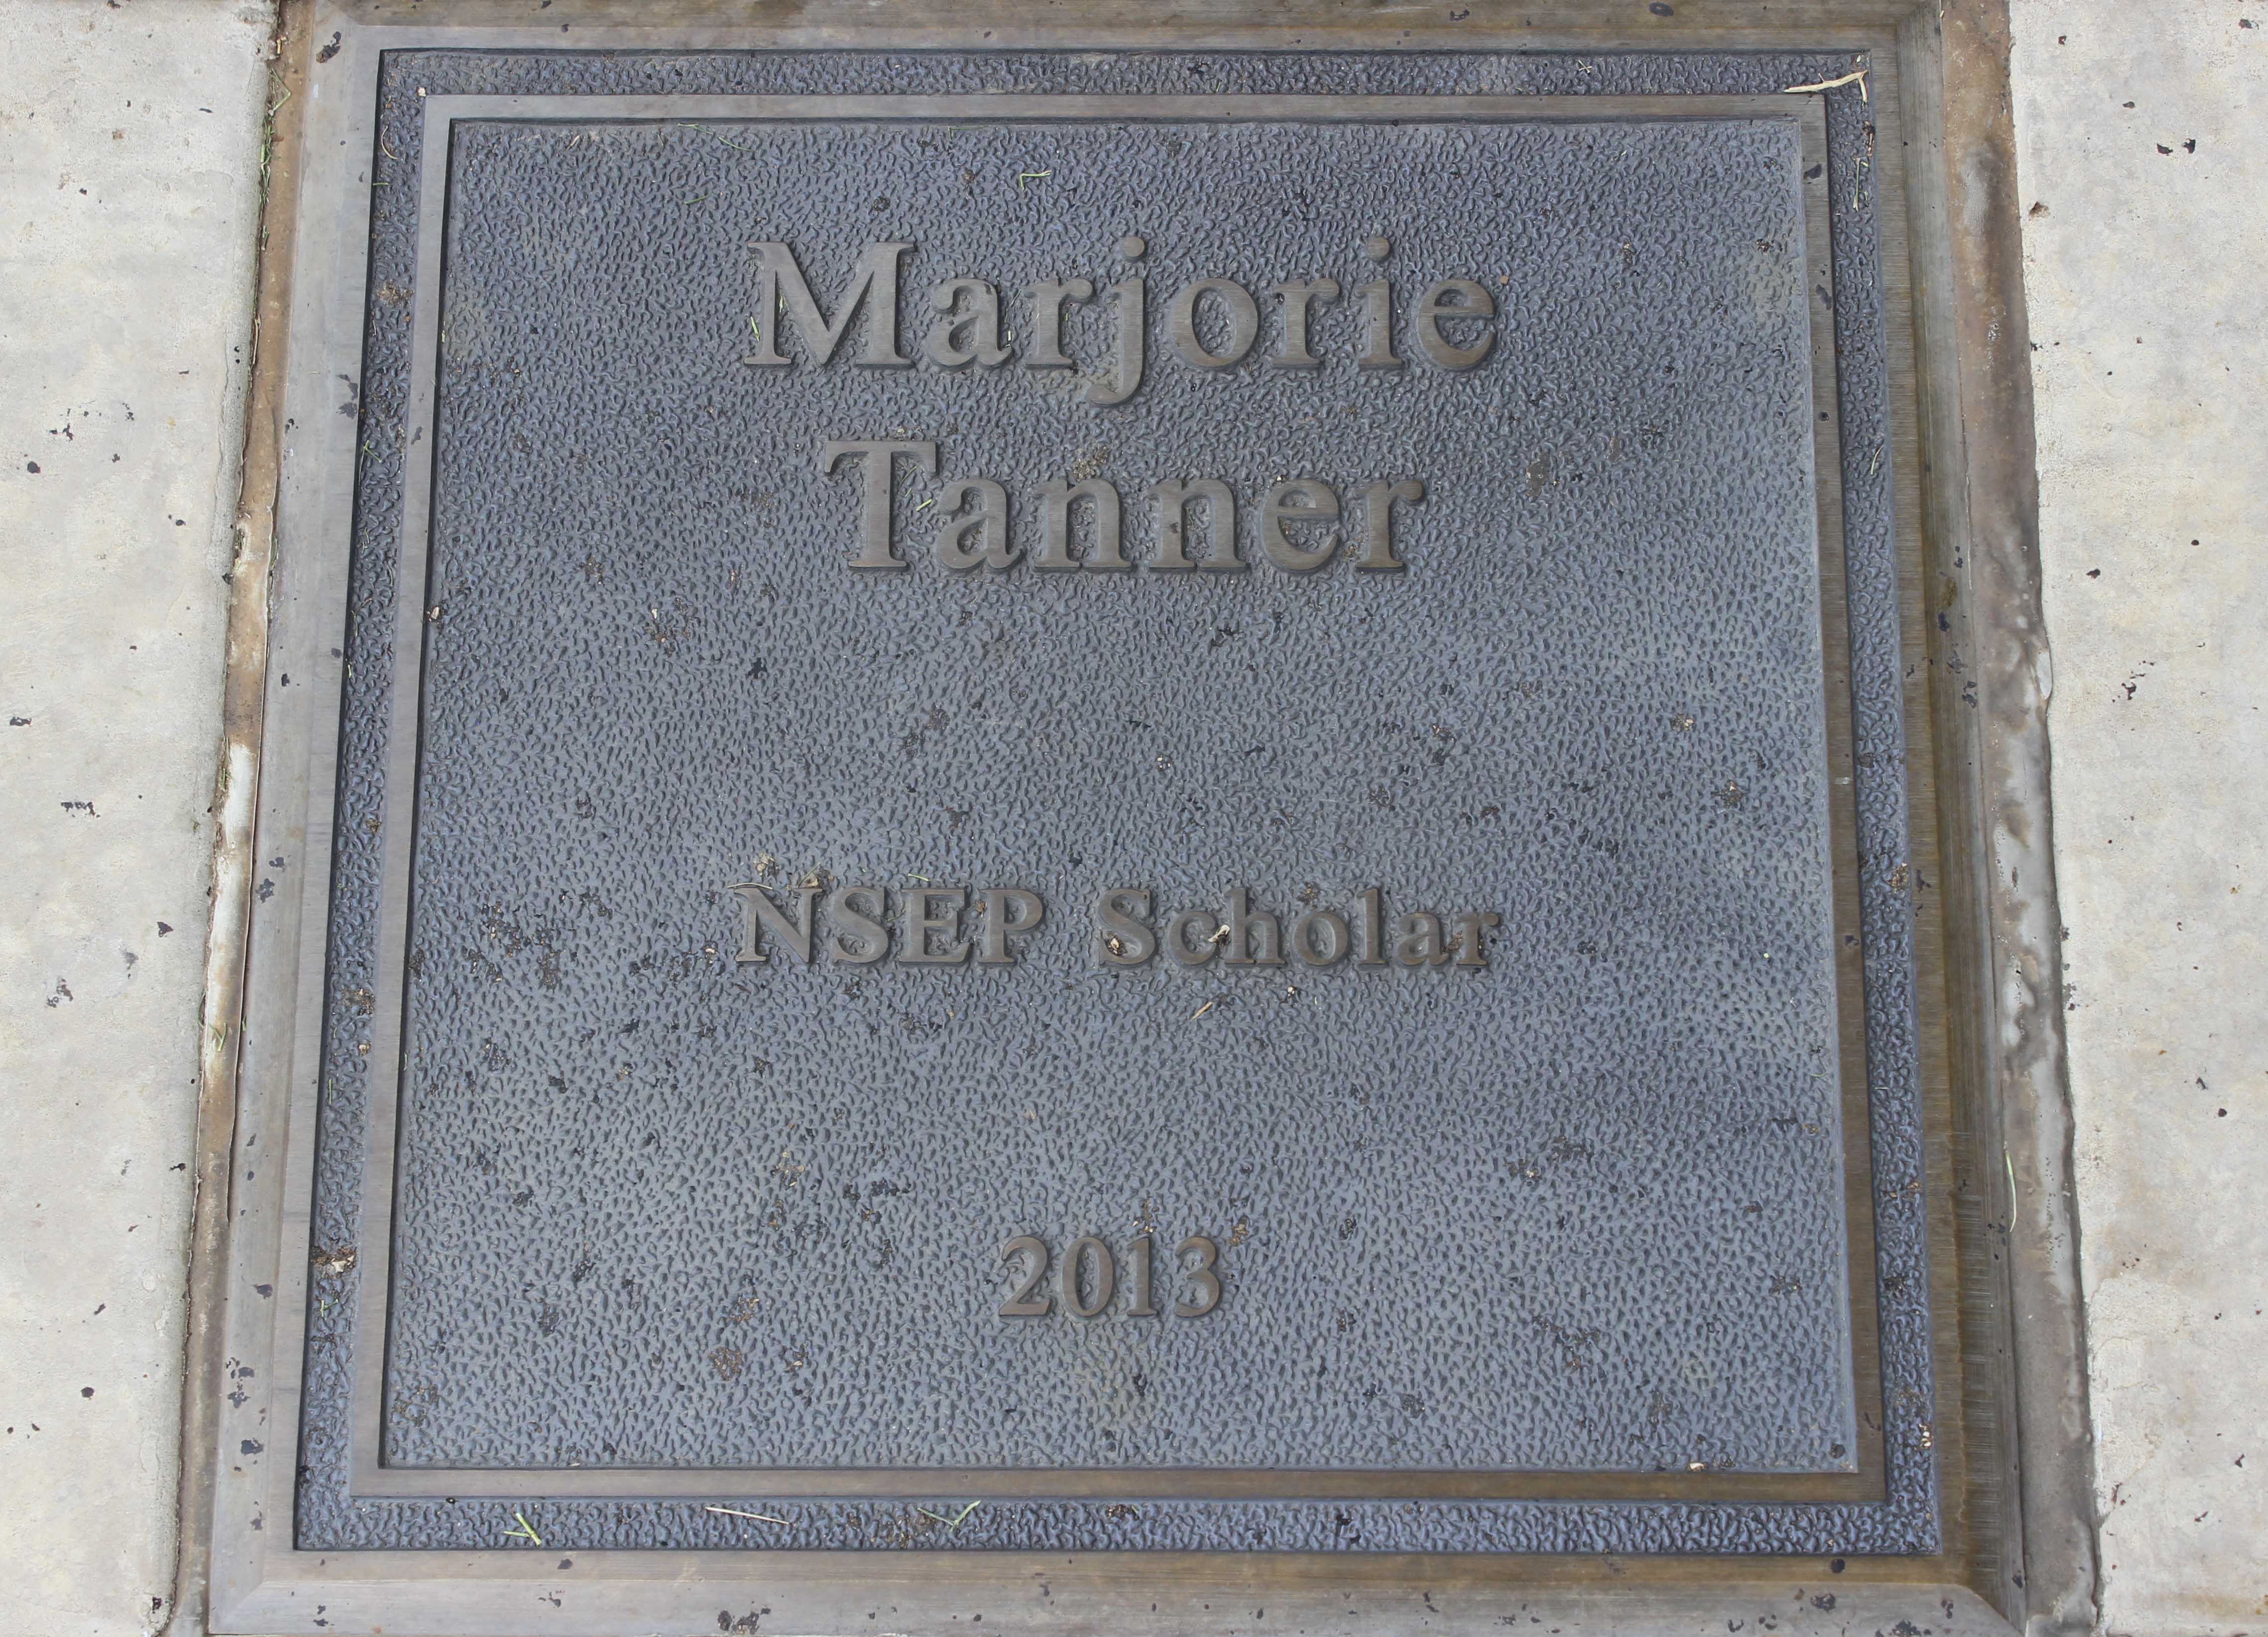 Marjorie
Tanner
NSEP Scholar
2013